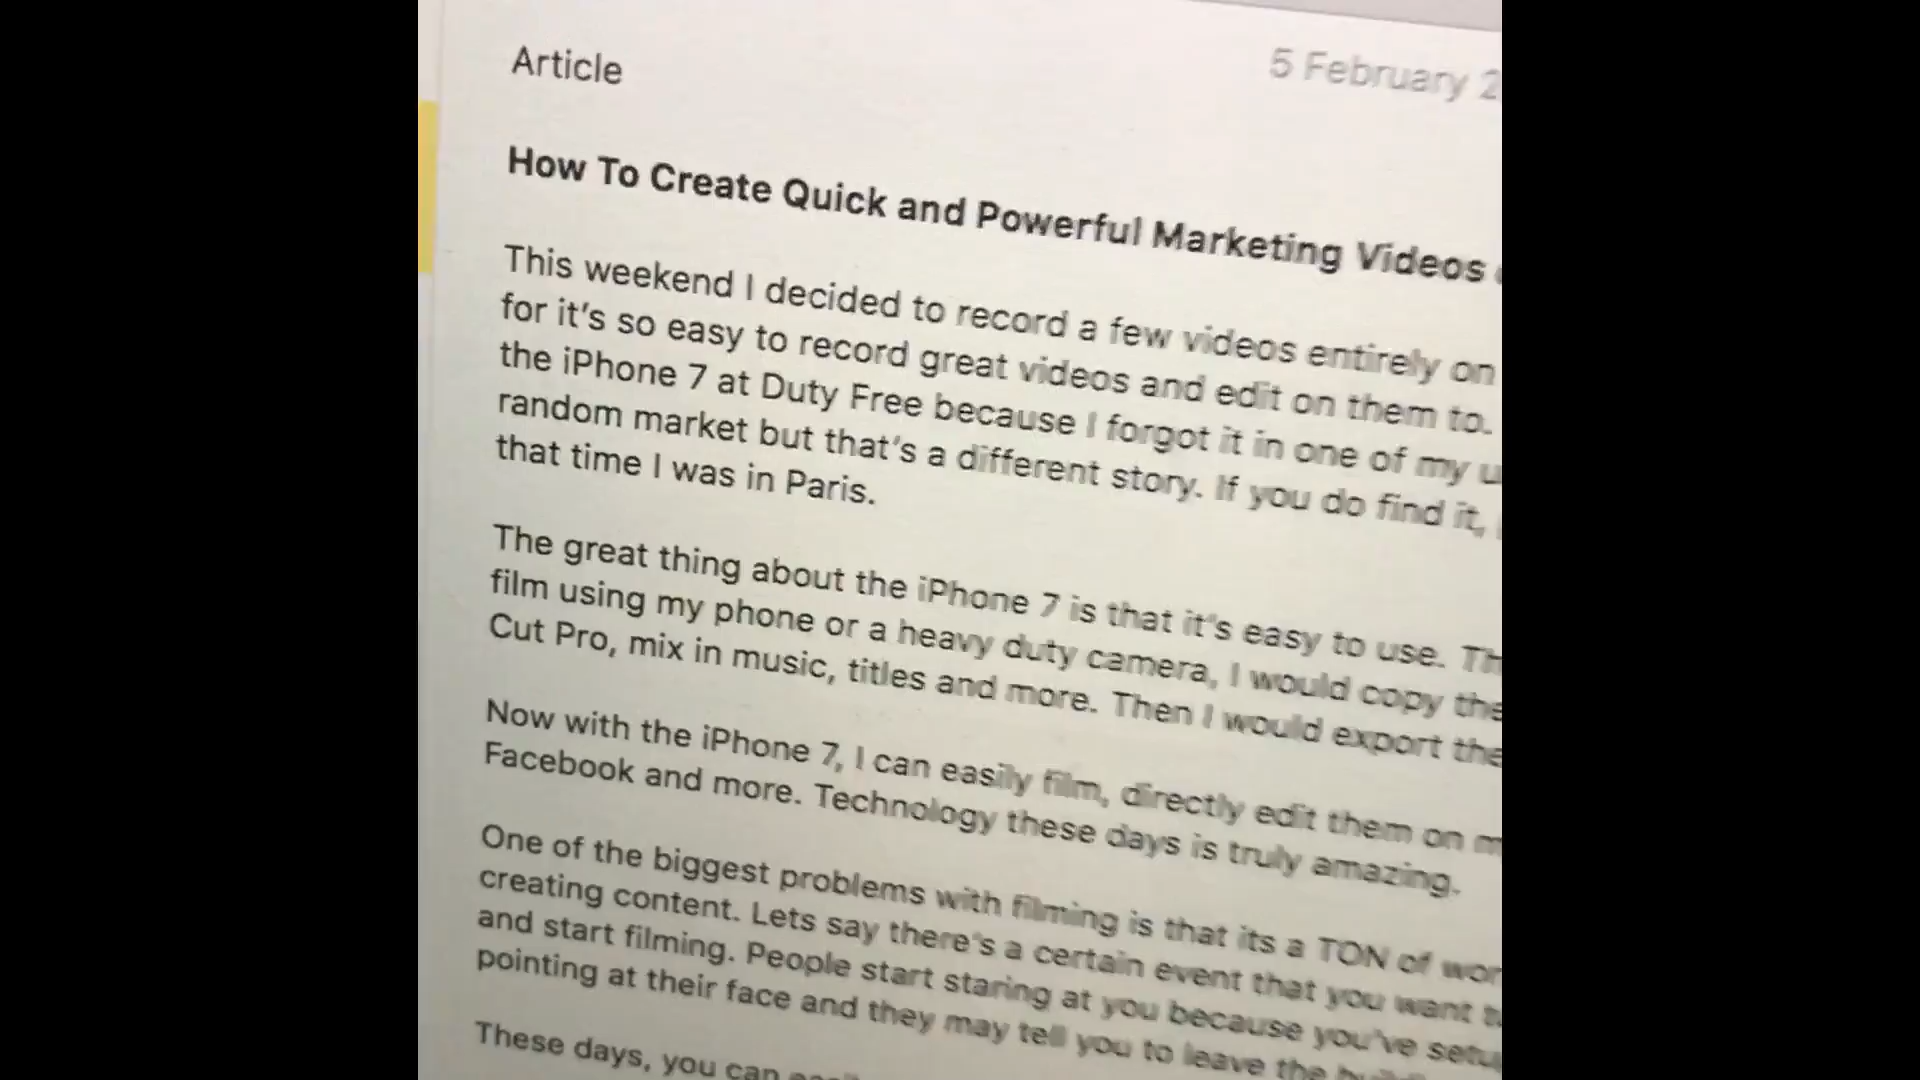 Article
5 February
How To Create Quick and Powerful Marketing Videos
This weekend I decided to record a few videos entirely on
for it's so easy to record great videos and edit on them to.
the iPhone 7 at Duty Free because I forgot it in one of my
random market but that's a different story. If you do find it,
that time I was in Paris.
The great thing about the iPhone 7 is that it's easy to use.
film using my phone or a heavy duty camera, I would copy the
Cut Pro, mix in music, titles and more. Then I would export the
Now with the iPhone 7, I can easily film, directly edit them on
Facebook and more. Technology these days is truly amazing.
One of the biggest problems with filming is that its a TON of
creating content. Lets say there's a certain event that you want
and start filming. People start staring at you because you've
pointing at their face and they may tell you to leave the
These days, you can